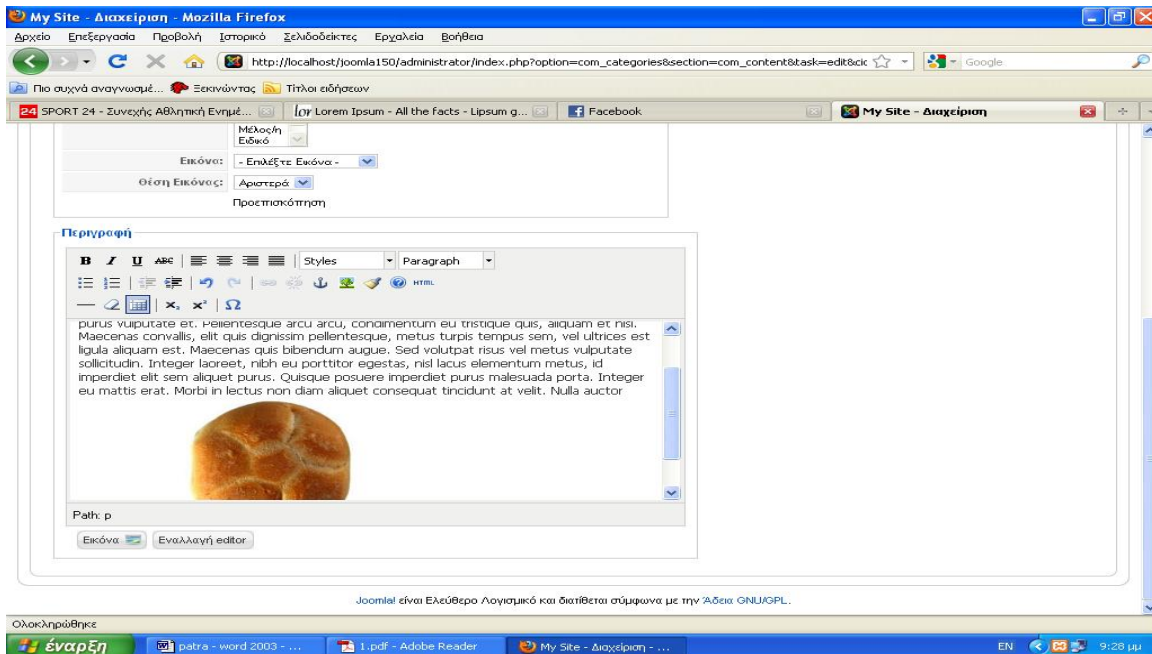 My Site - Διαχείριση - Mozilla Firefox
Αρχείο Επεξεργασία Προβολή Ιστορικό Σελιδοδείκτες Εργαλεία Βοήθεια
http://localhost/joomla150/administrator/index.php?option=com_categories&section=com_content&task=edit&cic Google
Πιο συχνά αναγνωσμέ... Ξεκινώντας Τίτλοι ειδήσεων
24 SPORT 24 - Συνεχής Αθλητική Ενημέ... Lorem Ipsum - All the facts - Lipsum g... Facebook My Site - Διαχείριση
Μέλος/η
Ειδικό
Εικόνα: - Επιλέξτε Εικόνα -
Θέση Εικόνας: Αριστερά
Προεπισκόπηση
Περιγραφή
B I U ABC Styles Paragraph
HTML
x, x² Ω
purus vulputate et. Pellentesque arcu arcu, condimentum eu tristique quis, aliquam et nisi.
Maecenas convallis, elit quis dignissim pellentesque, metus turpis tempus sem, vel ultrices est
ligula aliquam est. Maecenas quis bibendum augue. Sed volutpat risus vel metus vulputate
sollicitudin. Integer laoreet, nibh eu porttitor egestas, nisl lacus elementum metus, id
imperdiet elit sem aliquet purus. Quisque posuere imperdiet purus malesuada porta. Integer
eu mattis erat. Morbi in lectus non diam aliquet consequat tincidunt at velit. Nulla auctor
Path: p
Εικόνα Εναλλαγή editor
Joomla! είναι Ελεύθερο Λογισμικό και διατίθεται σύμφωνα με την Άδεια GNU/GPL.
Ολοκληρώθηκε
έναρξη patra - word 2003 - ... 1.pdf - Adobe Reader My Site - Διαχείριση - ... EN 9:28 μμ